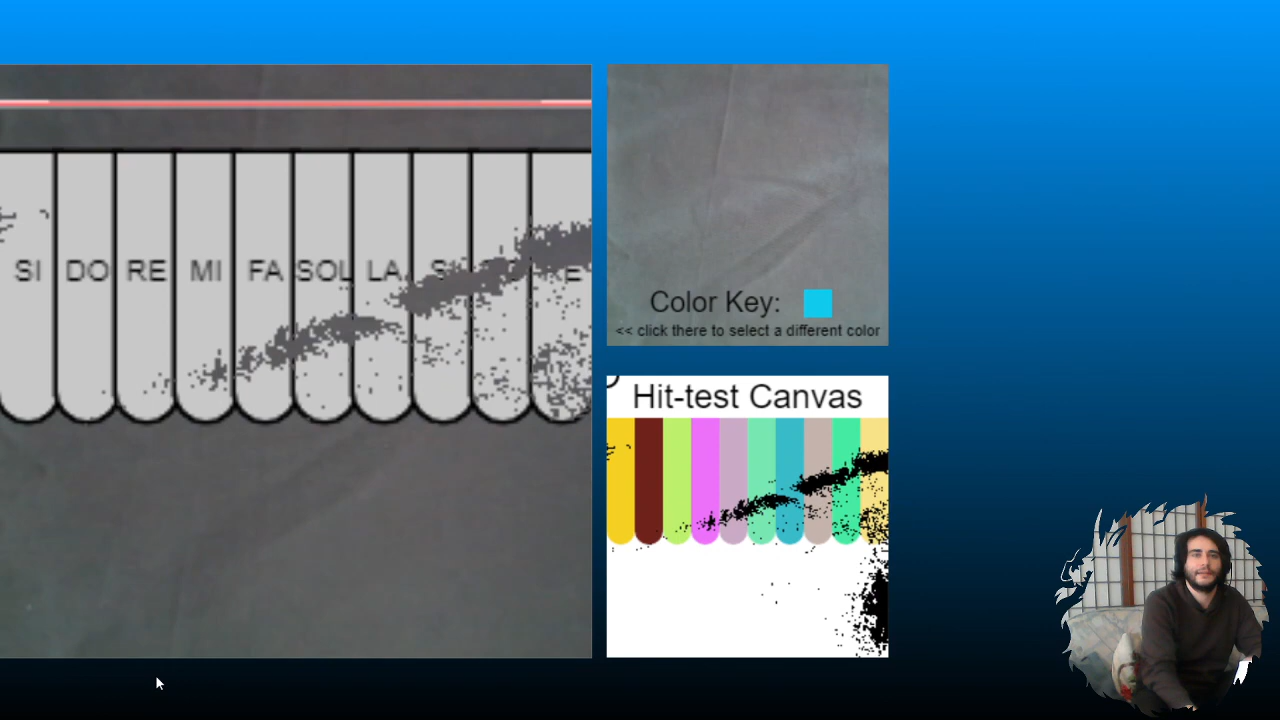 SI DO RE MI FA SOL LA
Color Key:
<< click there to select a different color
Hit-test Canvas